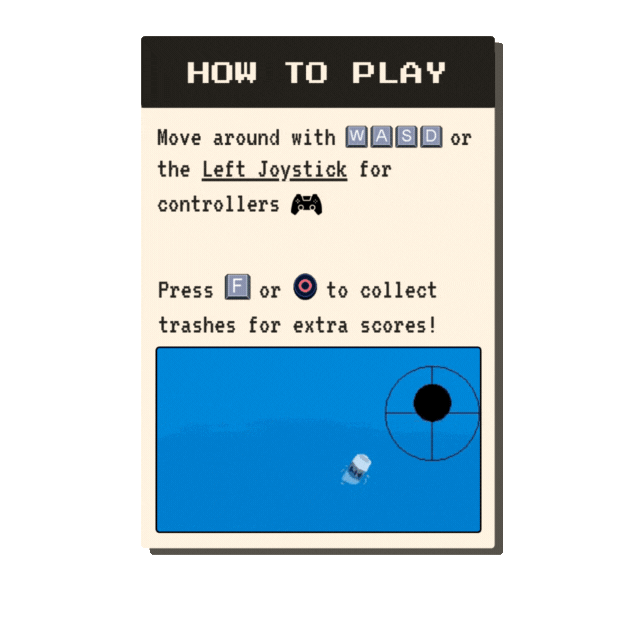 HOW TO PLAY
Move around with W A S D or
the Left Joystick for
controllers
Press F or to collect
trashes for extra scores!